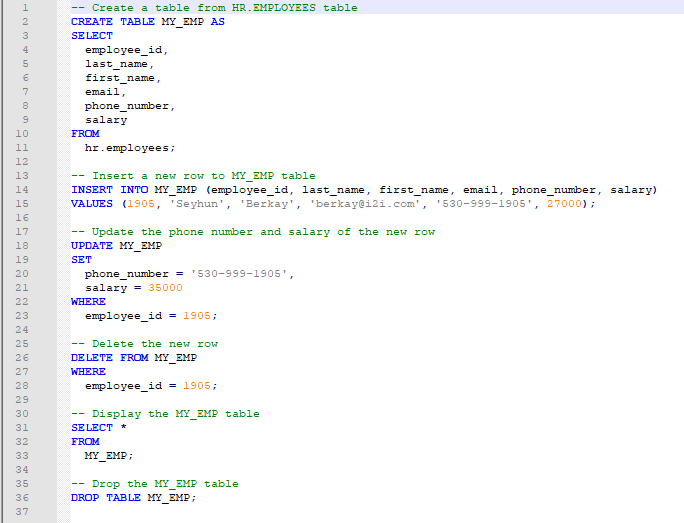 1 -- Create a table from HR.EMPLOYEES table
2 CREATE TABLE MY_EMP AS
3 SELECT
4 employee_id,
5 last_name,
6 first_name,
7 email,
8 phone_number,
9 salary
10 FROM
11 hr.employees;
12
13 -- Insert a new row to MY_EMP table
14 INSERT INTO MY_EMP (employee_id, last_name, first_name, email, phone_number, salary)
15 VALUES (1905, 'Seyhun', 'Berkay', 'berkay@i2i.com', '530-999-1905', 27000);
16
17 -- Update the phone number and salary of the new row
18 UPDATE MY_EMP
19 SET
20 phone_number = '530-999-1905',
21 salary = 35000
22 WHERE
23 employee_id = 1905;
24
25 -- Delete the new row
26 DELETE FROM MY_EMP
27 WHERE
28 employee_id = 1905;
29
30 -- Display the MY_EMP table
31 SELECT *
32 FROM
33 MY_EMP;
34
35 -- Drop the MY_EMP table
36 DROP TABLE MY_EMP;
37